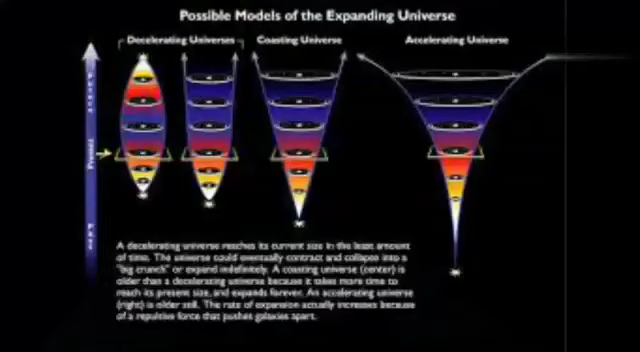 Possible Models of the Expanding Universe
Decelerating Universes
Coasting Universe
Accelerating Universe
Present
A decelerating universe reaches its current size in the least amount
of time. The universe could eventually contract and collapse into a
"big crunch" or expand indefinitely. A coasting universe (center) is
older than a decelerating universe because it takes more time to
reach its present size, and expands forever. An accelerating universe
(right) is older still. The rate of expansion actually increases because
of a repulsive force that pushes galaxies apart.